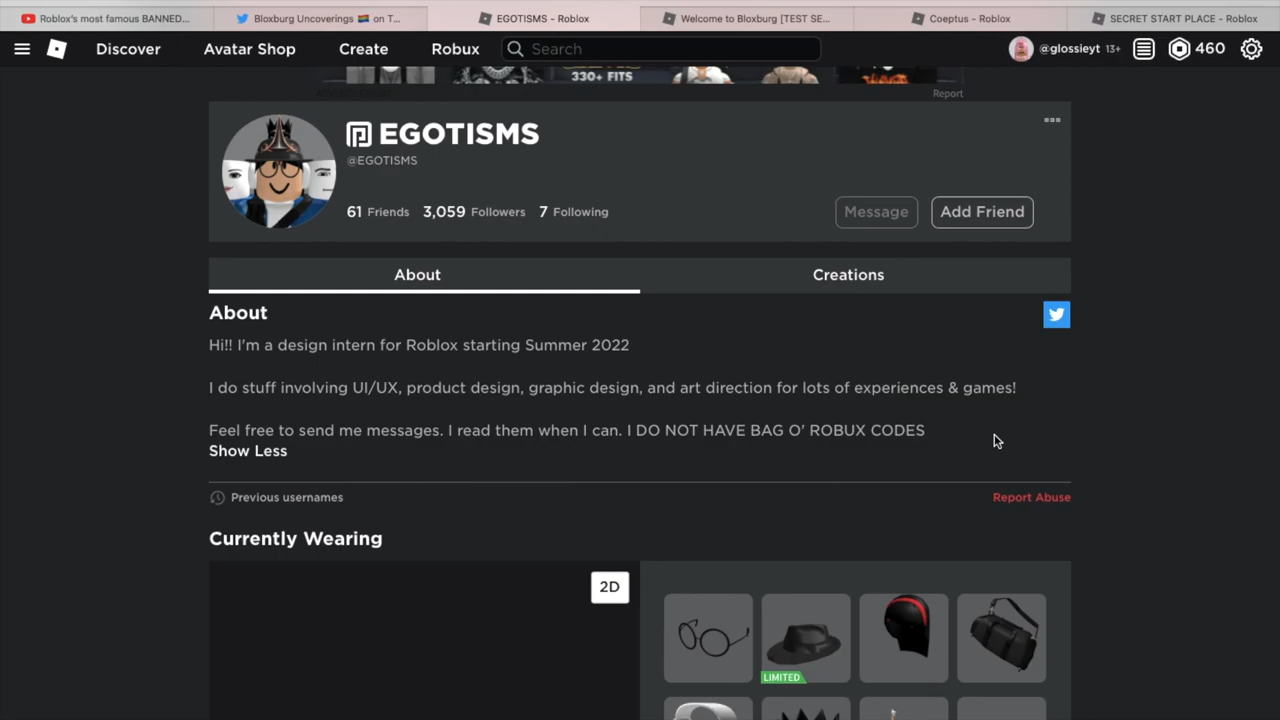 Roblox's most famous BANNED...
Bloxburg Uncoverings 🏳️‍🌈 on T...
EGOTISMS - Roblox
Welcome to Bloxburg [TEST SE...
Coeptus - Roblox
SECRET START PLACE - Roblox
Discover
Avatar Shop
Create
Robux
Search
@glossieyt 13+
460
330+ FITS
Report
EGOTISMS
@EGOTISMS
61 Friends 3,059 Followers 7 Following
Message
Add Friend
About
Creations
About
Hi!! I'm a design intern for Roblox starting Summer 2022
I do stuff involving UI/UX, product design, graphic design, and art direction for lots of experiences & games!
Feel free to send me messages. I read them when I can. I DO NOT HAVE BAG O' ROBUX CODES
Show Less
Previous usernames
Report Abuse
Currently Wearing
2D
LIMITED